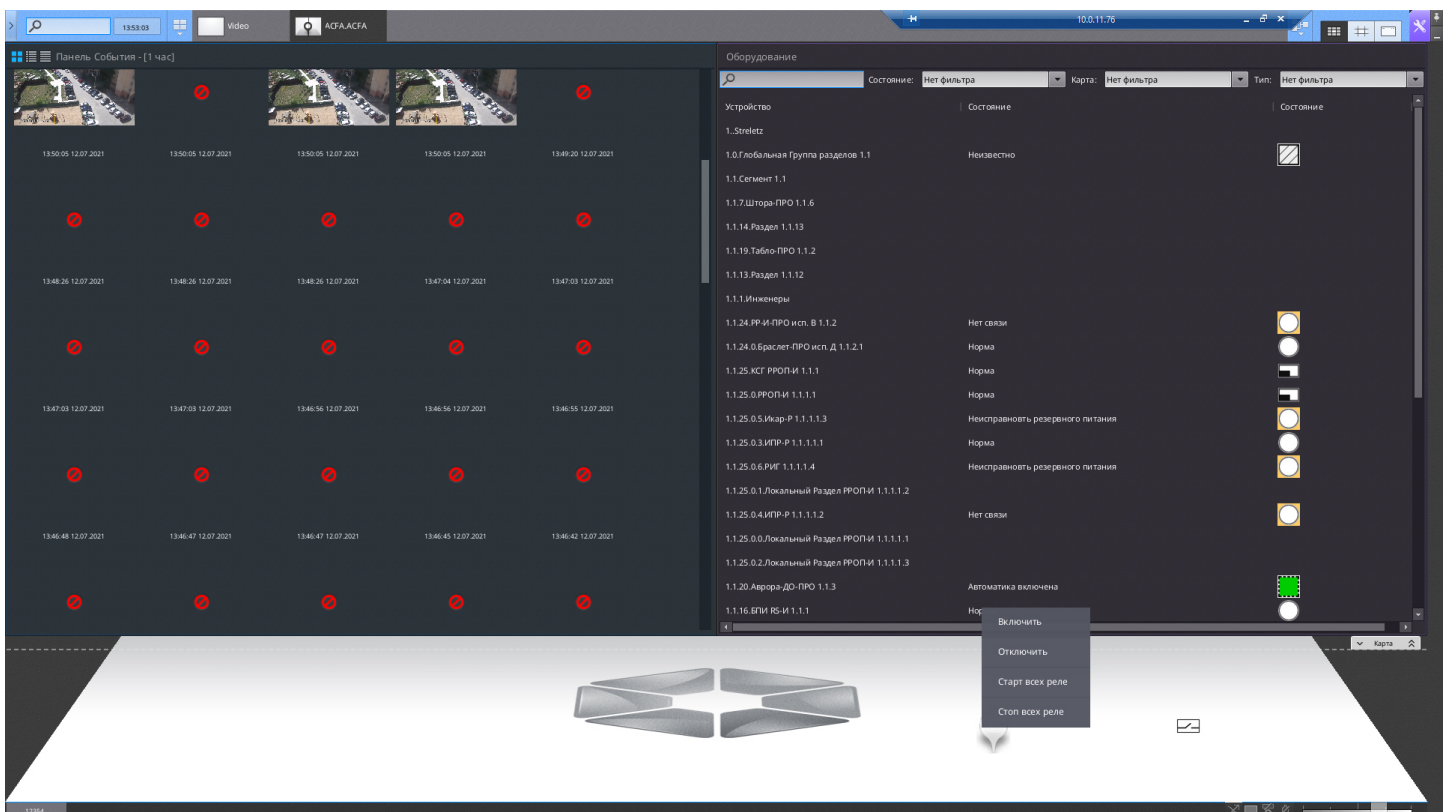 13:53:03
Video
ACFA.ACFA
10.0.11.76
Панель События - [1 час]
13:50:05 12.07.2021 13:50:05 12.07.2021 13:50:05 12.07.2021 13:50:05 12.07.2021 13:49:20 12.07.2021
13:48:26 12.07.2021 13:48:26 12.07.2021 13:48:26 12.07.2021 13:47:04 12.07.2021 13:47:03 12.07.2021
13:47:03 12.07.2021 13:47:03 12.07.2021 13:46:56 12.07.2021 13:46:56 12.07.2021 13:46:55 12.07.2021
13:46:48 12.07.2021 13:46:47 12.07.2021 13:46:47 12.07.2021 13:46:45 12.07.2021 13:46:42 12.07.2021
Оборудование
Состояние: Нет фильтра Карта: Нет фильтра Тип: Нет фильтра
Устройство Состояние Состояние
1..Streletz
1.0.Глобальная Группа разделов 1.1 Неизвестно
1.1.Сегмент 1.1
1.1.7.Штора-ПРО 1.1.6
1.1.14.Раздел 1.1.13
1.1.19.Табло-ПРО 1.1.2
1.1.13.Раздел 1.1.12
1.1.1.Инженеры
1.1.24.РР-И-ПРО исп. В 1.1.2 Нет связи
1.1.24.0.Браслет-ПРО исп. Д 1.1.2.1 Норма
1.1.25.КСГ РРОП-И 1.1.1 Норма
1.1.25.0.РРОП-И 1.1.1.1 Норма
1.1.25.0.5.Икар-Р 1.1.1.1.3 Неисправновть резервного питания
1.1.25.0.3.ИПР-Р 1.1.1.1.1 Норма
1.1.25.0.6.РИГ 1.1.1.1.4 Неисправновть резервного питания
1.1.25.0.1.Локальный Раздел РРОП-И 1.1.1.1.2
1.1.25.0.4.ИПР-Р 1.1.1.1.2 Нет связи
1.1.25.0.0.Локальный Раздел РРОП-И 1.1.1.1.1
1.1.25.0.2.Локальный Раздел РРОП-И 1.1.1.1.3
1.1.20.Аврора-ДО-ПРО 1.1.3 Автоматика включена
1.1.16.БПИ RS-И 1.1.1
Включить
Отключить
Старт всех реле
Стоп всех реле
Карта